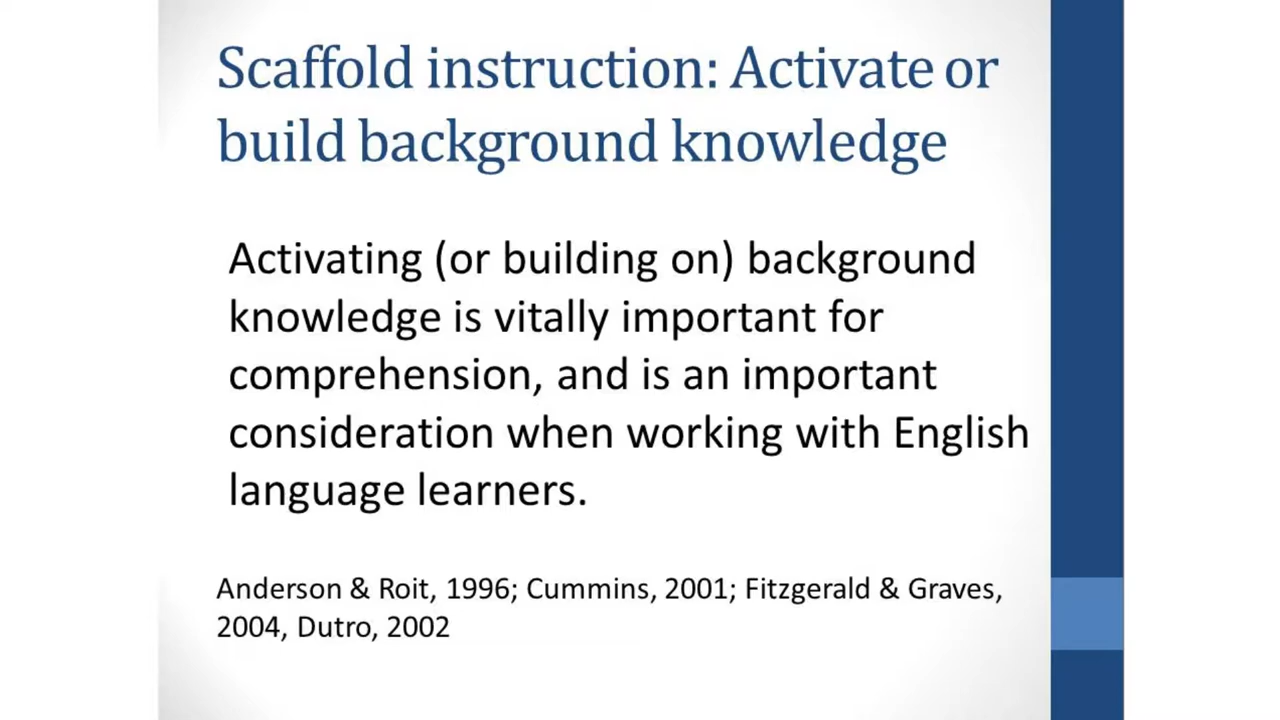 Scaffold instruction: Activate or
build background knowledge
Activating (or building on) background
knowledge is vitally important for
comprehension, and is an important
consideration when working with English
language learners.
Anderson & Roit, 1996; Cummins, 2001; Fitzgerald & Graves,
2004, Dutro, 2002